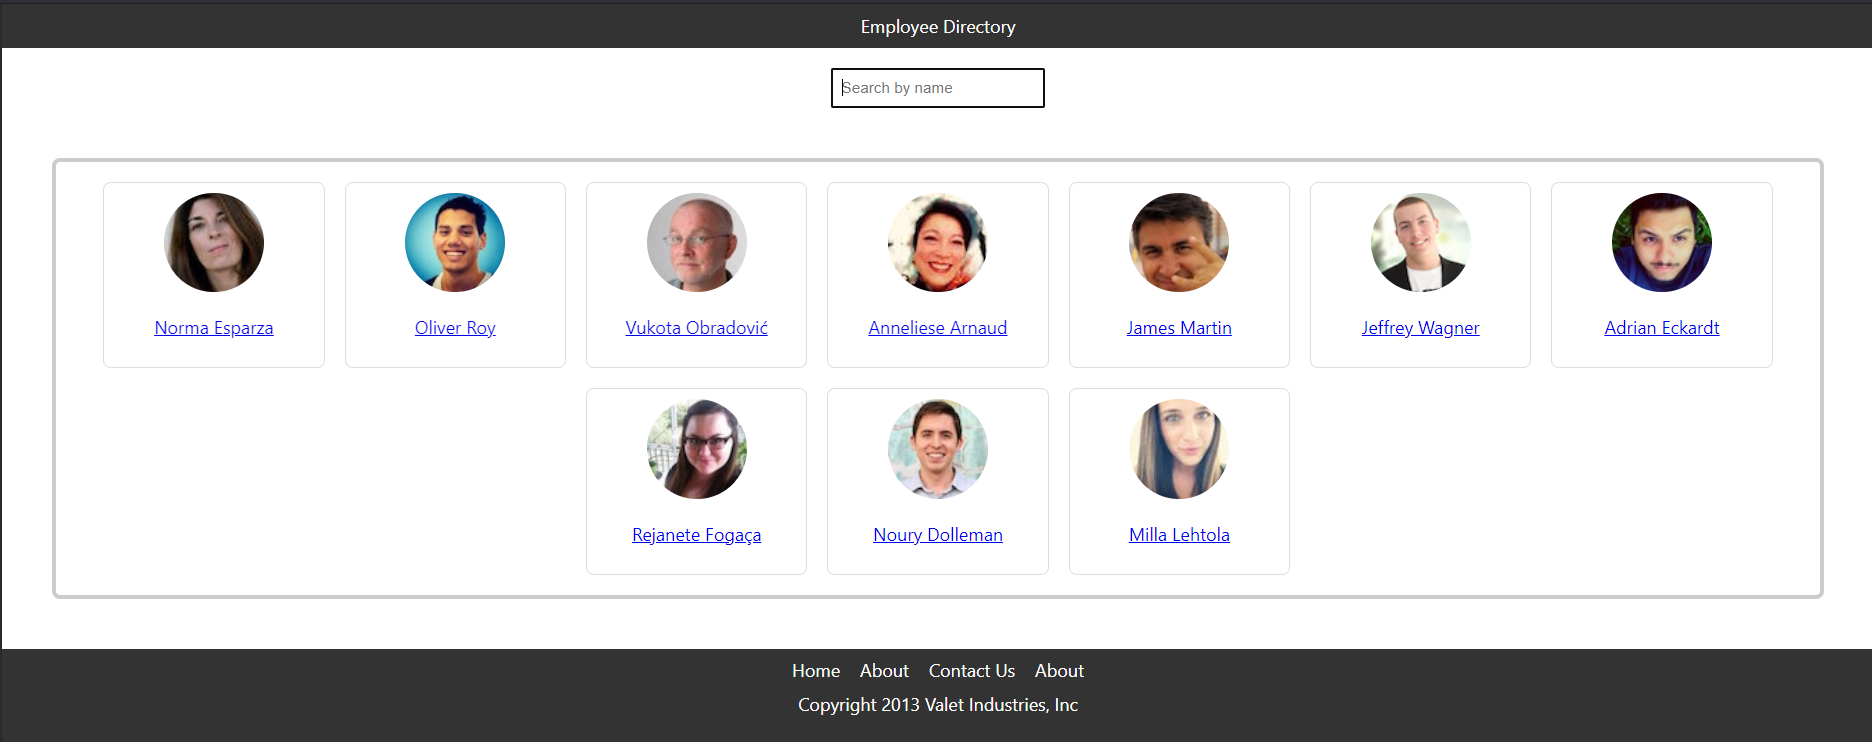 Employee Directory
Search by name
Norma Esparza
Oliver Roy
Vukota Obradović
Anneliese Arnaud
James Martin
Jeffrey Wagner
Adrian Eckardt
Rejanete Fogaça
Noury Dolleman
Milla Lehtola
Home About Contact Us About
Copyright 2013 Valet Industries, Inc